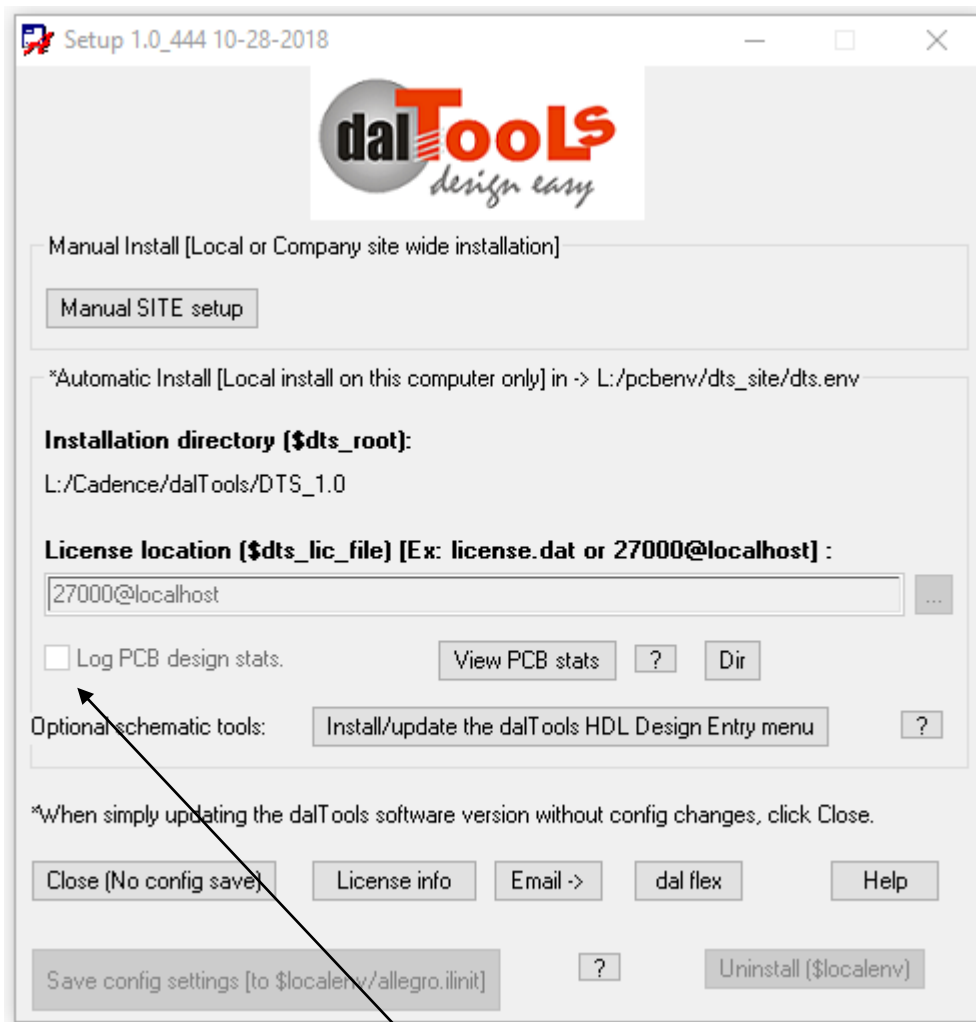 Setup 1.0_444 10-28-2018
dalTools
design easy
Manual Install [Local or Company site wide installation]
Manual SITE setup
*Automatic Install [Local install on this computer only] in -> L:/pcbenv/dts_site/dts.env
Installation directory ($dts_root):
L:/Cadence/dalTools/DTS_1.0
License location ($dts_lic_file) [Ex: license.dat or 27000@localhost] :
27000@localhost ...
Log PCB design stats. View PCB stats ? Dir
Optional schematic tools: Install/update the dalTools HDL Design Entry menu ?
*When simply updating the dalTools software version without config changes, click Close.
Close (No config save) License info Email -> dal flex Help
Save config settings [to $localenv/allegro.ilinit] ? Uninstall ($localenv)